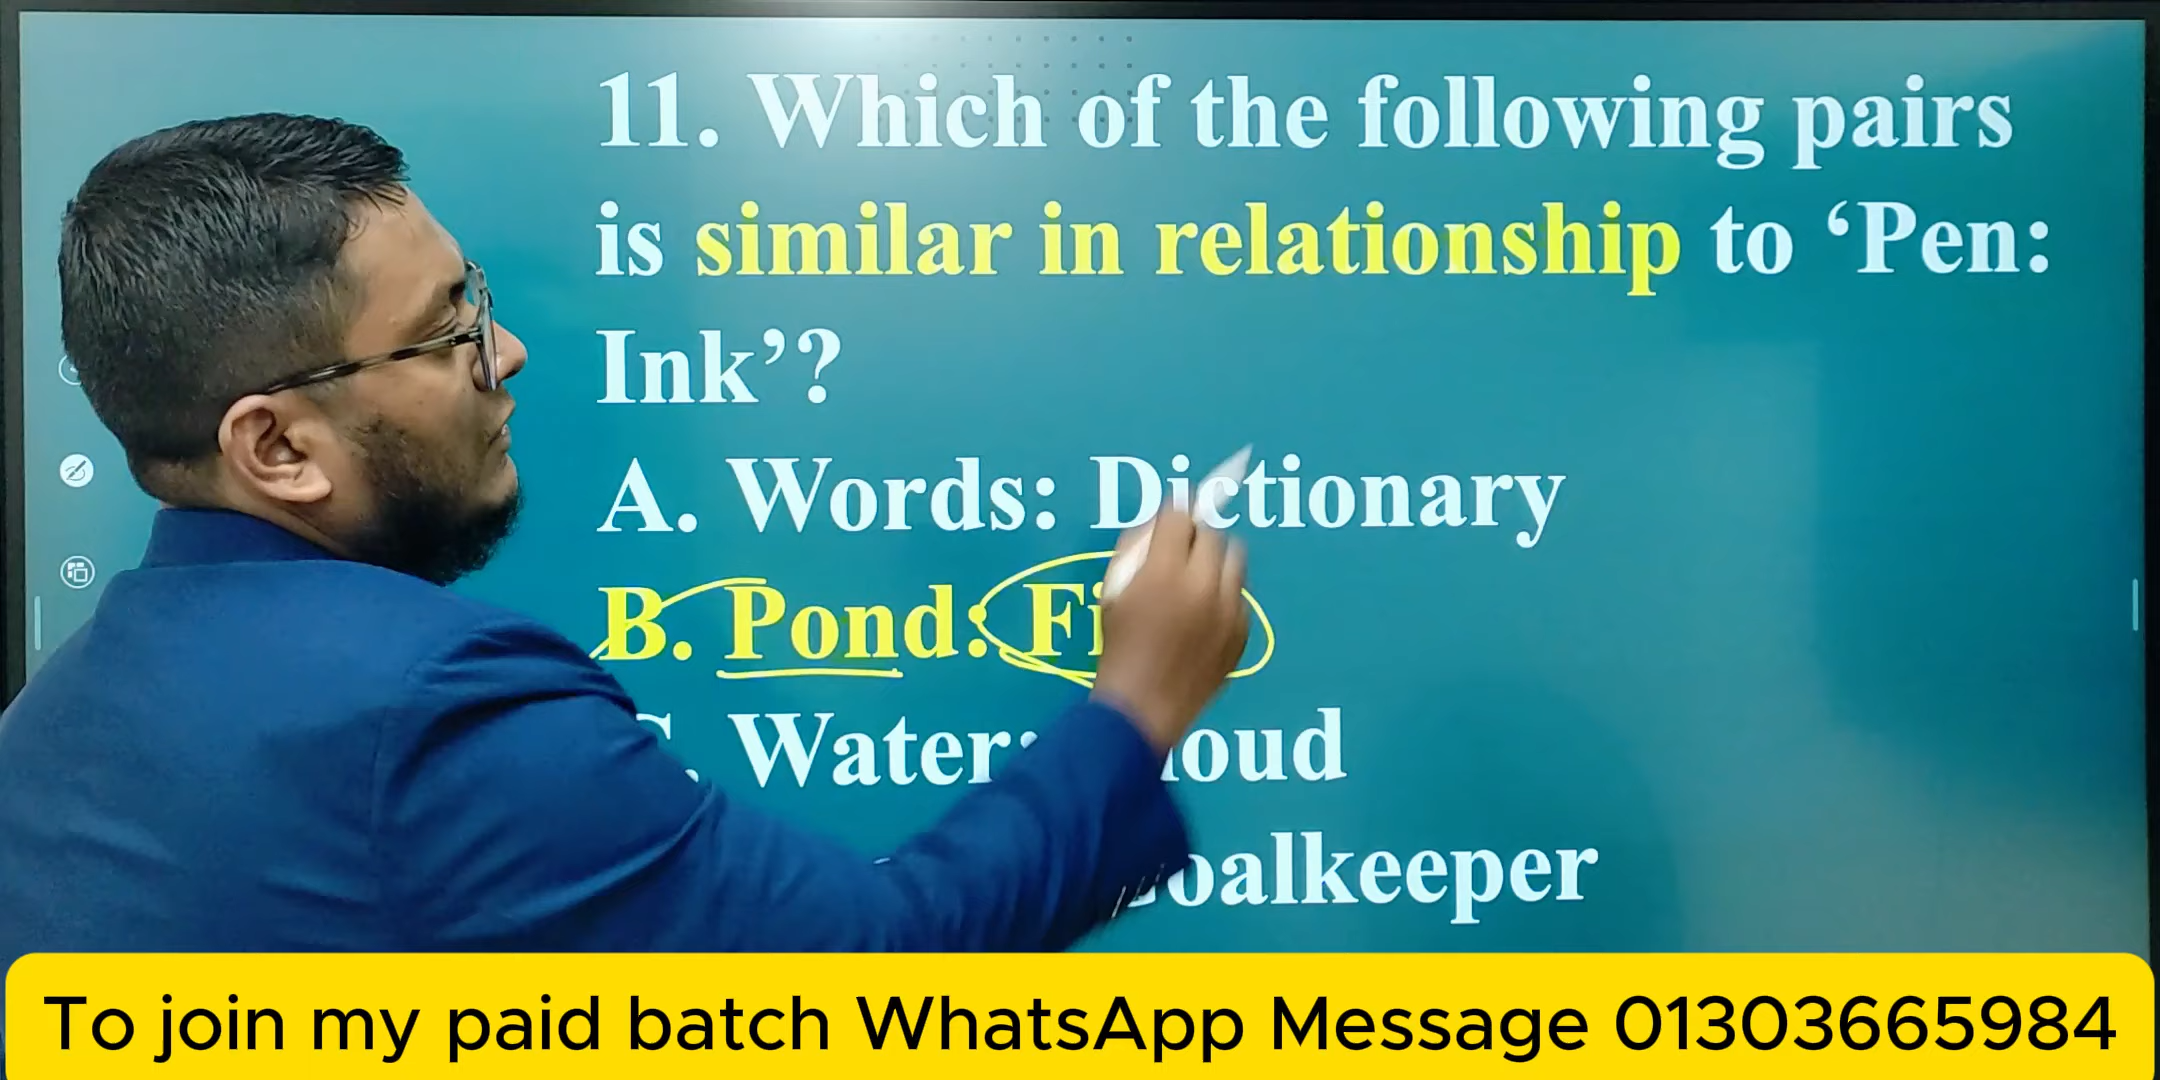 11. Which of the following pairs
is similar in relationship to ‘Pen:
Ink’?
A. Words: Dictionary
B. Pond:
Water:
To join my paid batch WhatsApp Message 01303665984